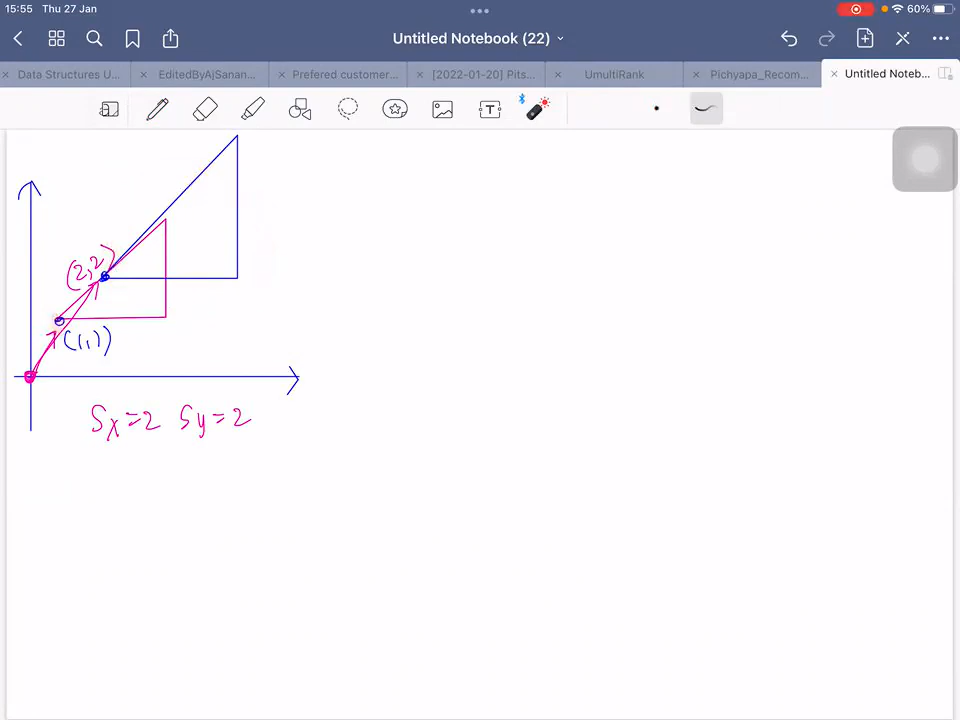 15:55 Thu 27 Jan 60%
Untitled Notebook (22)
Data Structures U... EditedByAjSanan... Prefered customer... [2022-01-20] Pits... UmultiRank Pichyapa_Recom... Untitled Noteb...
T
(2,2)
(1,1)
Sx=2 Sy=2